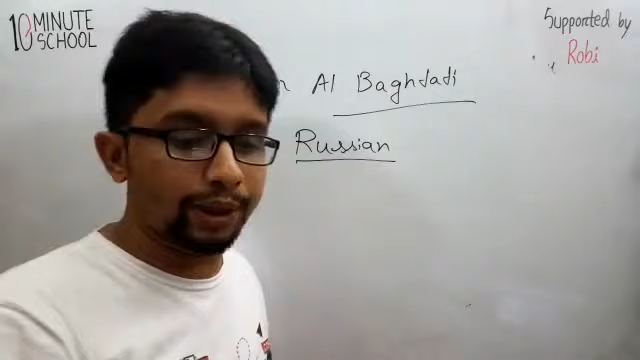 10 MINUTE
SCHOOL
Supported by
Robi
n Al Baghdadi
Russian